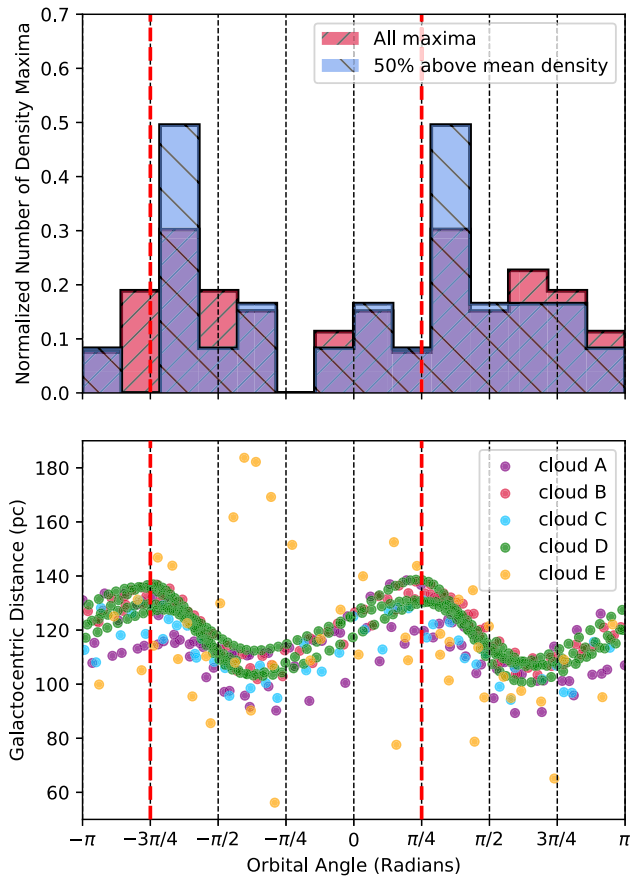 0.7
0.6
0.5
0.4
0.3
0.2
0.1
0.0
Normalized Number of Density Maxima
All maxima
50% above mean density
180
160
140
120
100
80
60
Galactocentric Distance (pc)
cloud A
cloud B
cloud C
cloud D
cloud E
−π
−3π/4
−π/2
−π/4
0
π/4
π/2
3π/4
π
Orbital Angle (Radians)